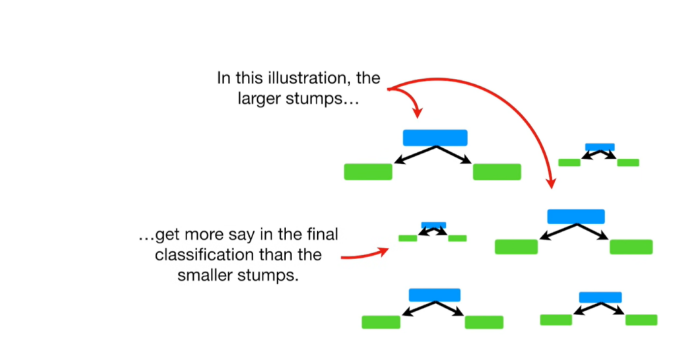 In this illustration, the
larger stumps…
…get more say in the final
classification than the
smaller stumps.